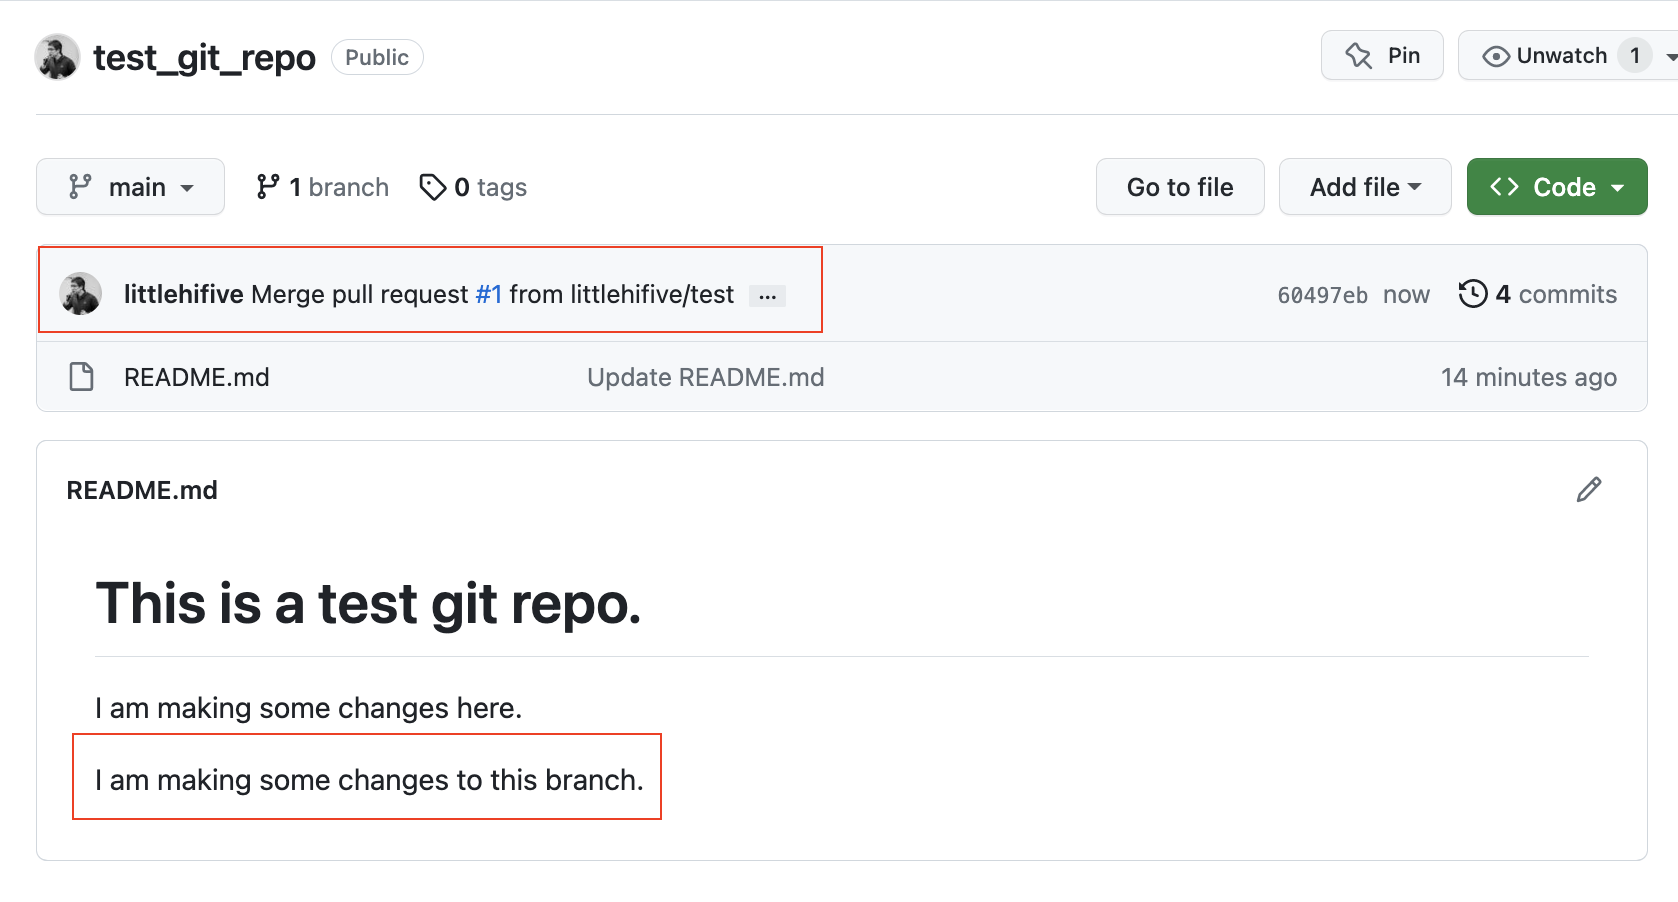 test_git_repo Public Pin Unwatch 1
main 1 branch 0 tags Go to file Add file Code
littlehifive Merge pull request #1 from littlehifive/test ... 60497eb now 4 commits
README.md Update README.md 14 minutes ago
README.md
This is a test git repo.
I am making some changes here.
I am making some changes to this branch.